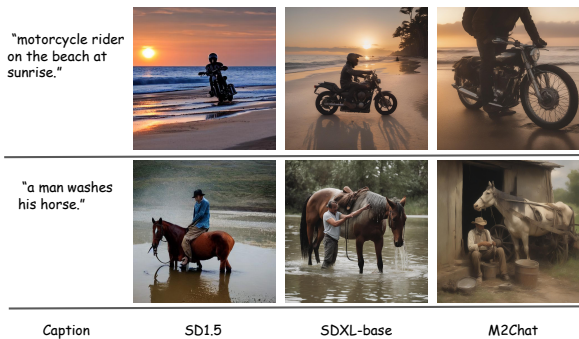 "motorcycle rider
on the beach at
sunrise."
"a man washes
his horse."
Caption SD1.5 SDXL-base M2Chat